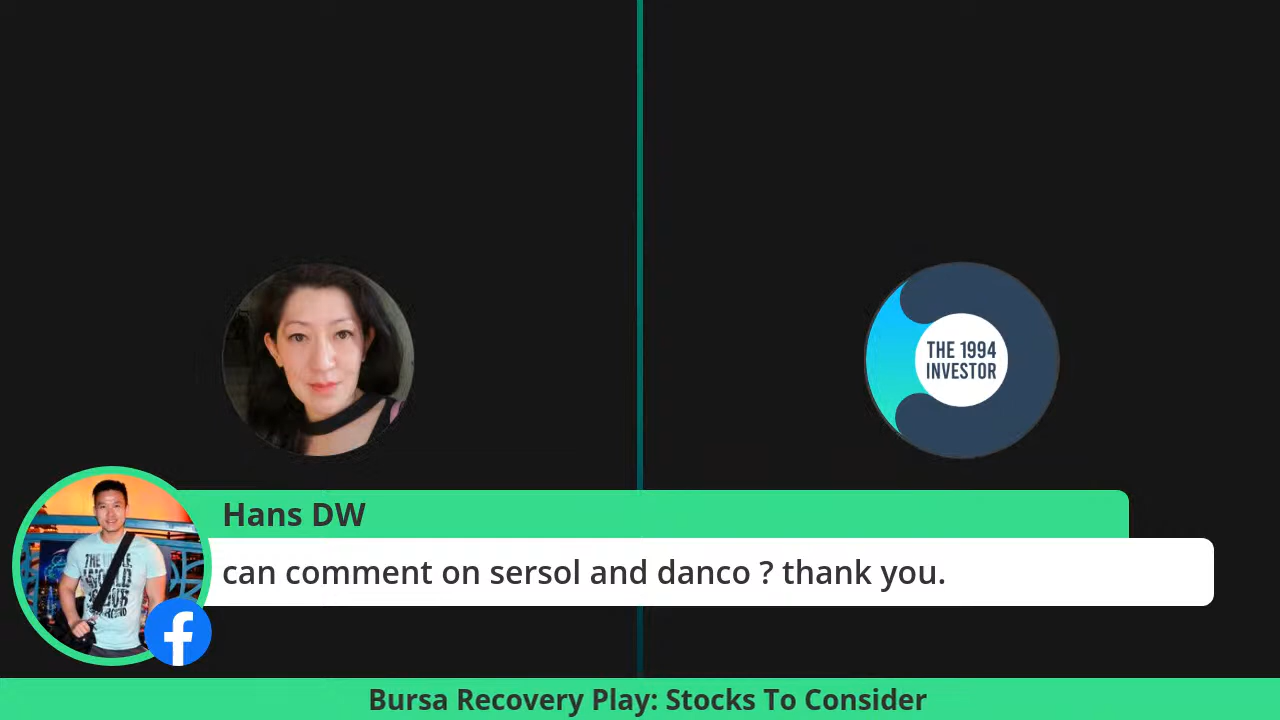 THE 1994
INVESTOR
Hans DW
can comment on sersol and danco ? thank you.
Bursa Recovery Play: Stocks To Consider